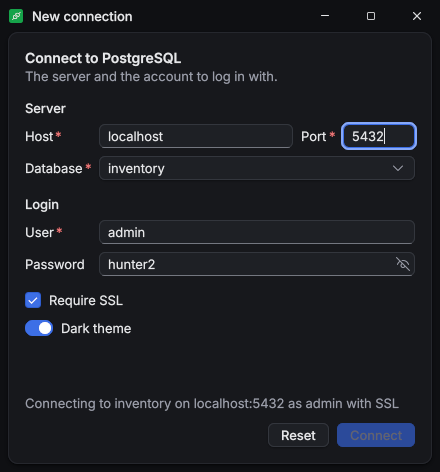 New connection
Connect to PostgreSQL
The server and the account to log in with.
Server
Host* localhost Port* 5432
Database* inventory
Login
User* admin
Password hunter2
Require SSL
Dark theme
Connecting to inventory on localhost:5432 as admin with SSL
Reset Connect